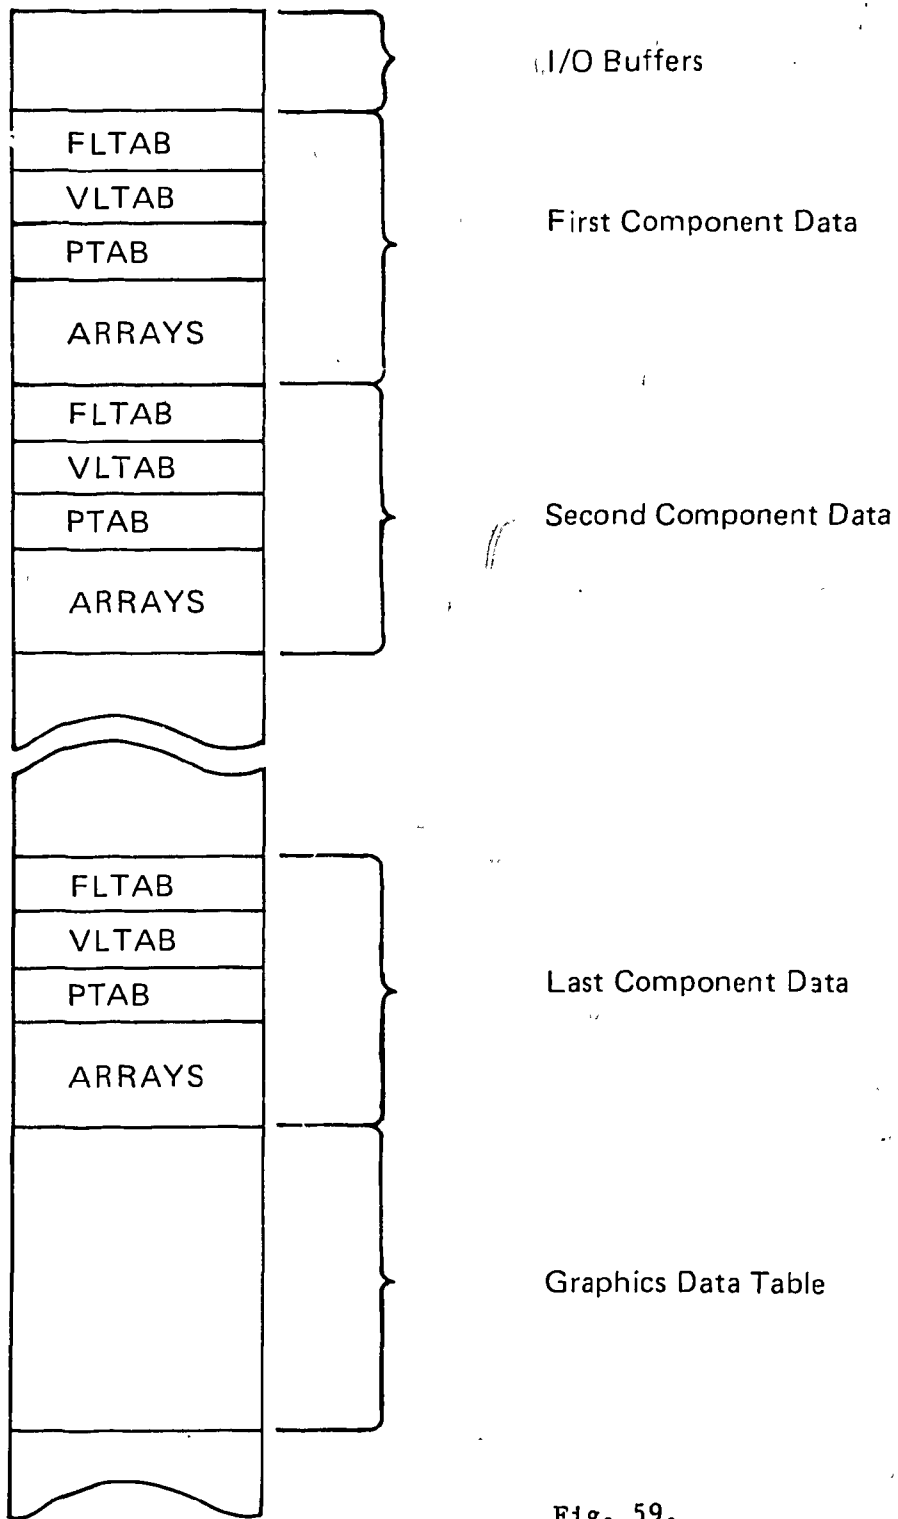 I/O Buffers
FLTAB
VLTAB
PTAB
ARRAYS
First Component Data
FLTAB
VLTAB
PTAB
ARRAYS
Second Component Data
FLTAB
VLTAB
PTAB
ARRAYS
Last Component Data
Graphics Data Table
Fig. 59.